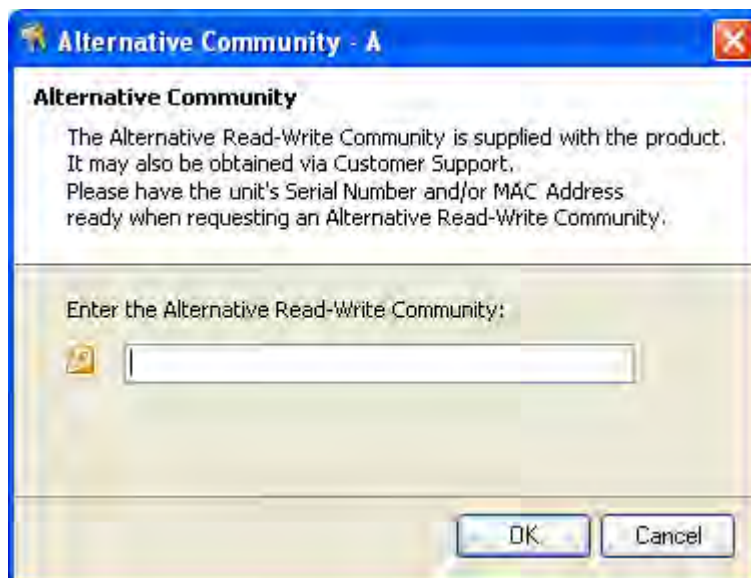 Alternative Community - A
Alternative Community
The Alternative Read-Write Community is supplied with the product.
It may also be obtained via Customer Support.
Please have the unit's Serial Number and/or MAC Address
ready when requesting an Alternative Read-Write Community.
Enter the Alternative Read-Write Community:
OK
Cancel